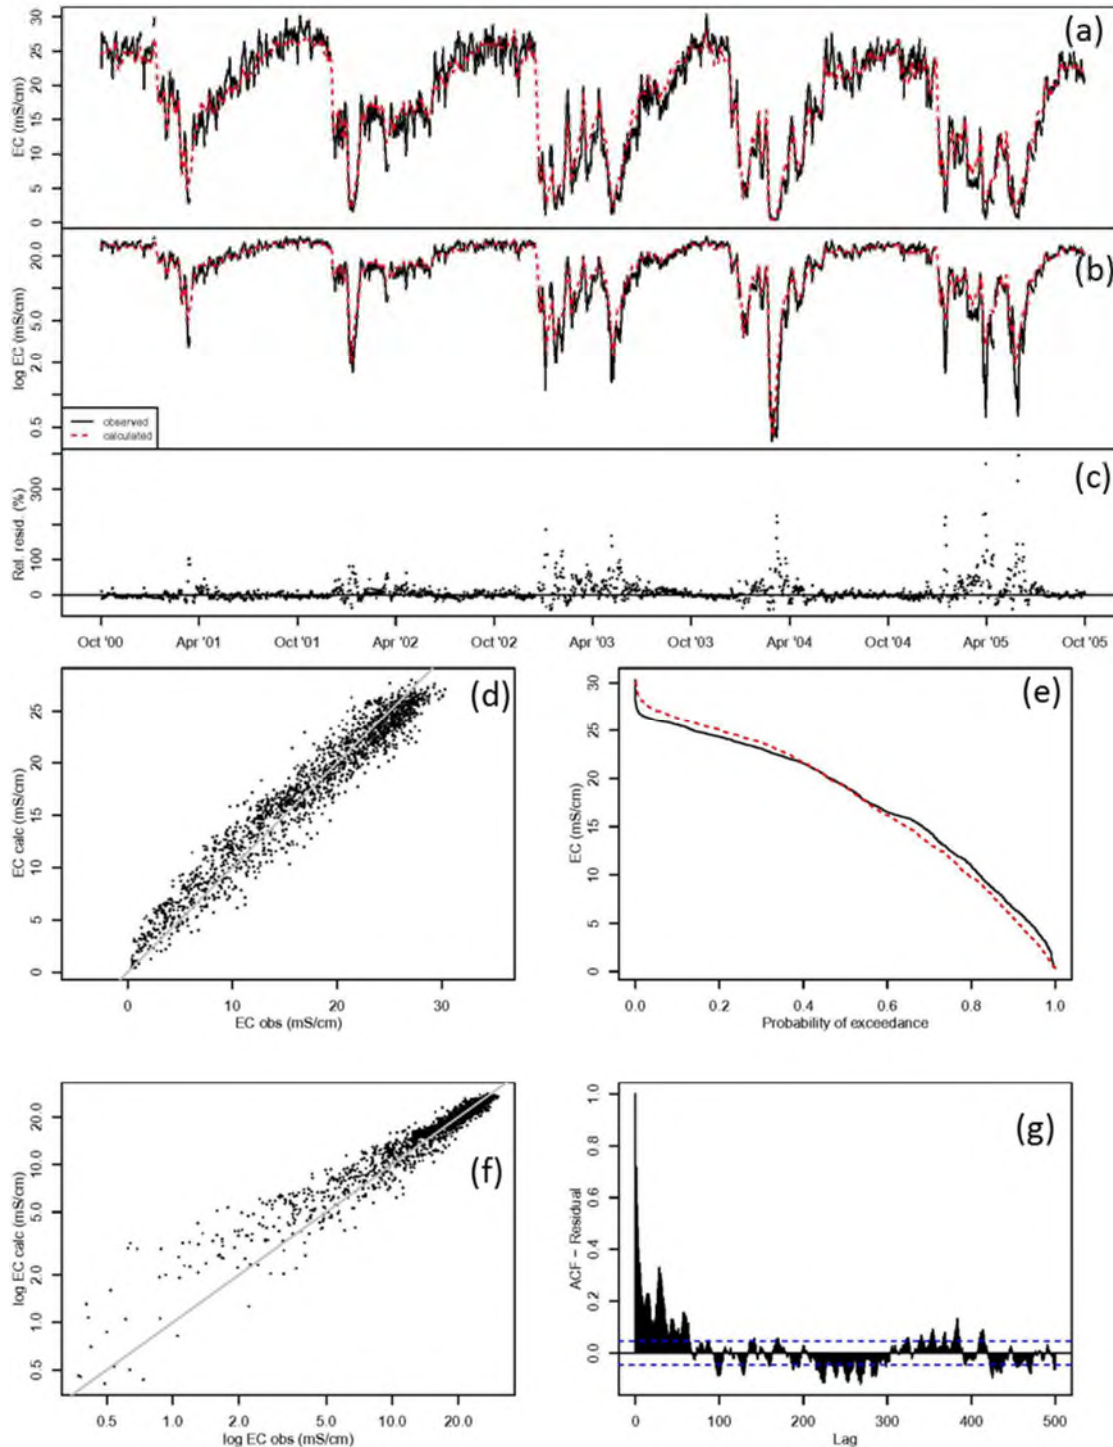 30
25
20
15
10
5
0
EC (mS/cm)
(a)
20.0
5.0
2.0
0.5
log EC (mS/cm)
(b)
observed
calculated
300
100
0
Rel. resid. (%)
(c)
Oct '00
Apr '01
Oct '01
Apr '02
Oct '02
Apr '03
Oct '03
Apr '04
Oct '04
Apr '05
Oct '05
25
20
15
10
5
0
EC calc (mS/cm)
(d)
0
10
20
30
EC obs (mS/cm)
30
25
20
15
10
5
0
EC (mS/cm)
(e)
0.0
0.2
0.4
0.6
0.8
1.0
Probability of exceedance
20.0
10.0
5.0
2.0
1.0
0.5
log EC calc (mS/cm)
(f)
0.5
1.0
2.0
5.0
10.0
20.0
log EC obs (mS/cm)
1.0
0.8
0.6
0.4
0.2
0.0
ACF − Residual
(g)
0
100
200
300
400
500
Lag